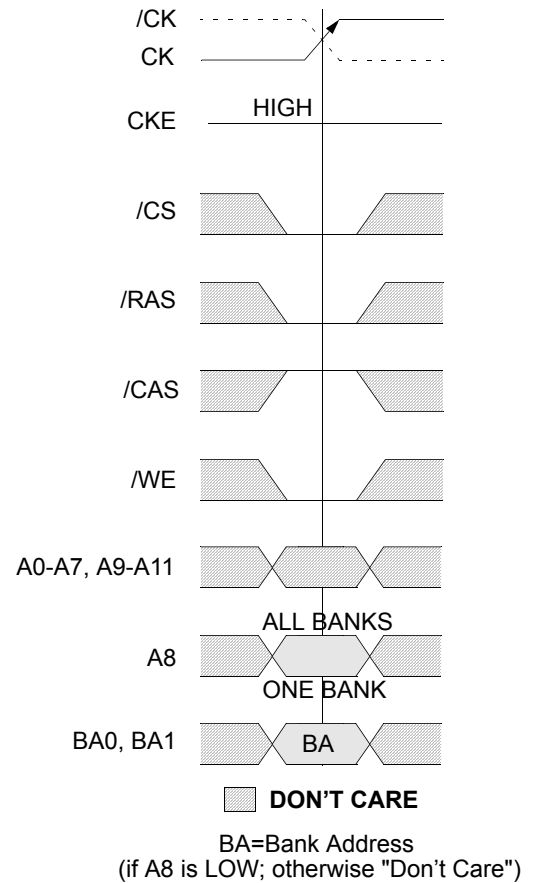 /CK
CK
CKE HIGH
/CS
/RAS
/CAS
/WE
A0-A7, A9-A11
ALL BANKS
A8
ONE BANK
BA0, BA1 BA
DON'T CARE
BA=Bank Address
(if A8 is LOW; otherwise "Don't Care")